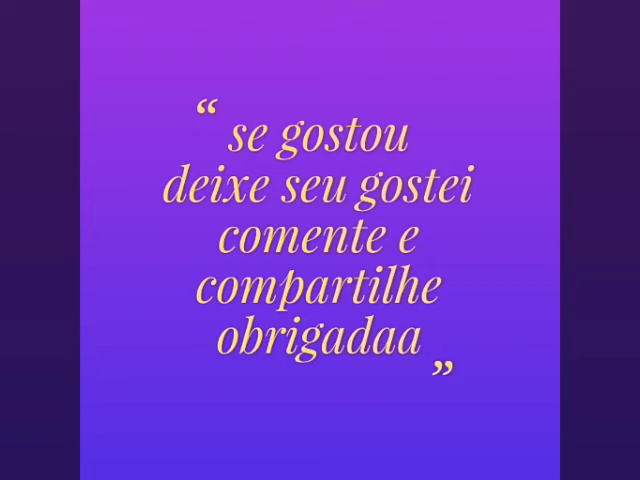 “ se gostou
deixe seu gostei
comente e
compartilhe
obrigadaa ”